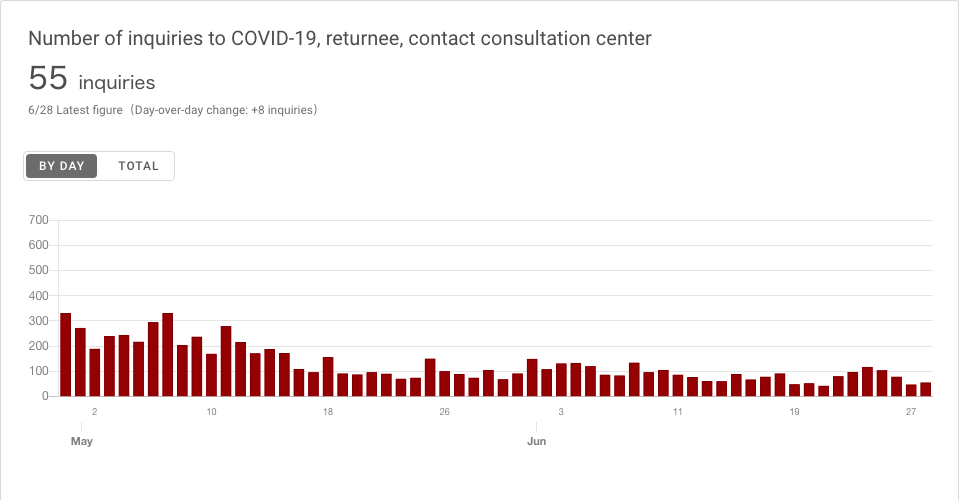 Number of inquiries to COVID-19, returnee, contact consultation center
55 inquiries
6/28 Latest figure（Day-over-day change: +8 inquiries）
BY DAY TOTAL
700
600
500
400
300
200
100
0
2 10 18 26 3 11 19 27
May Jun